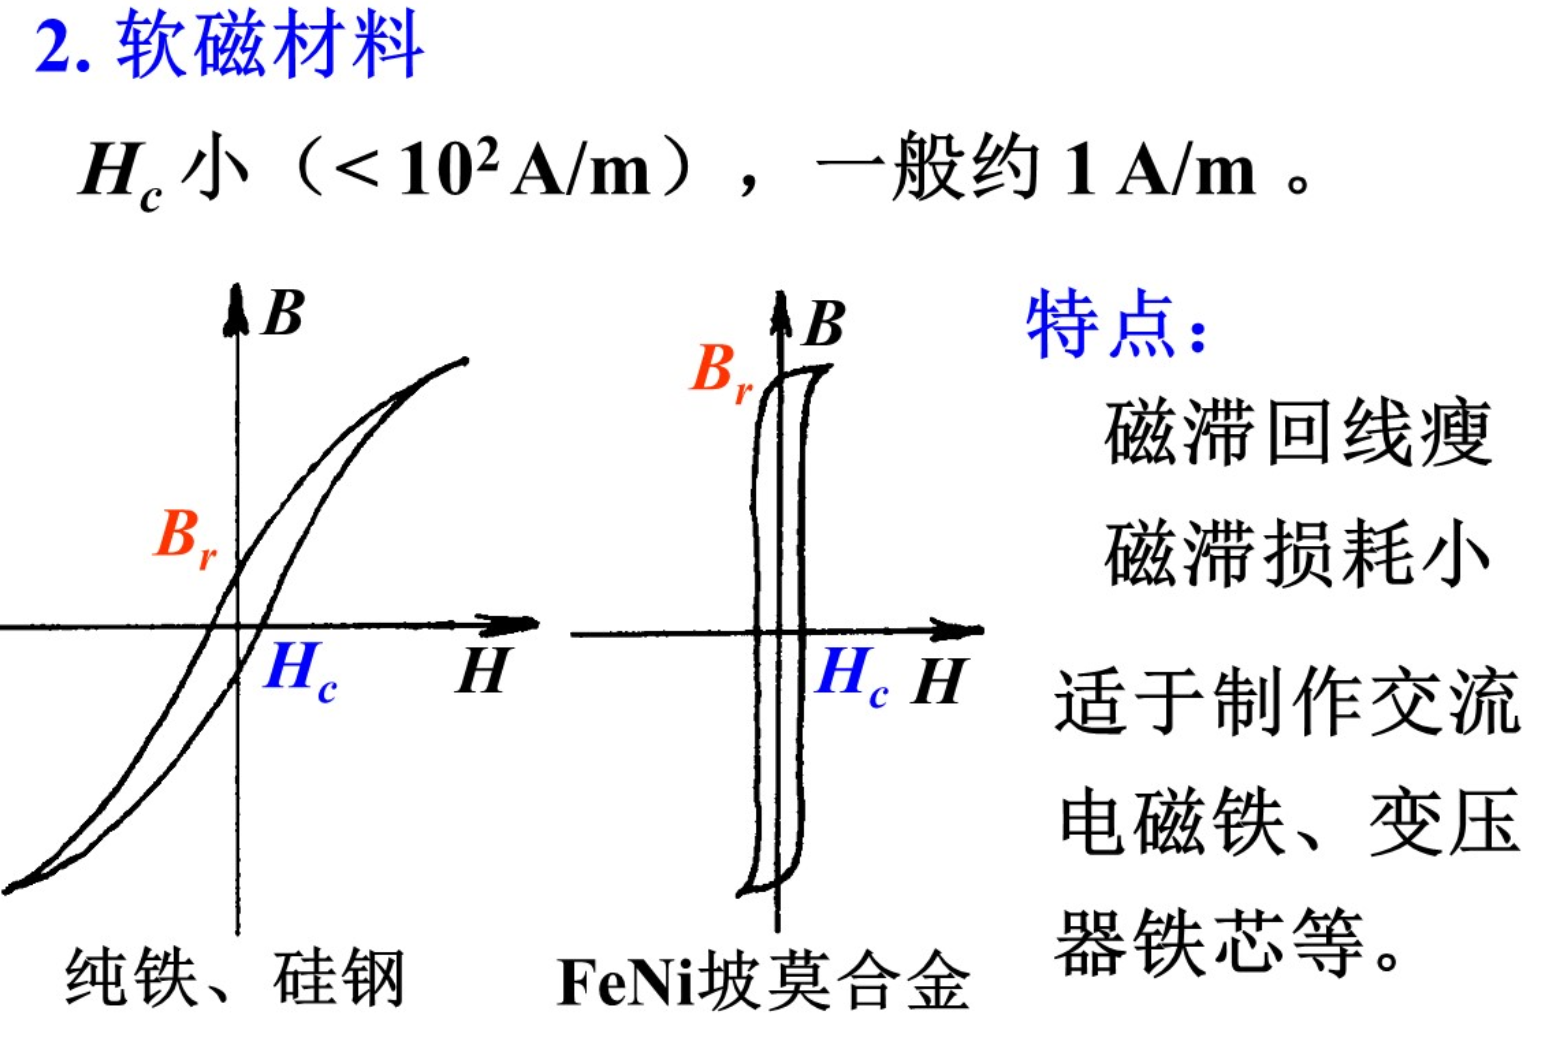 2. 软磁材料
Hc 小（< 10² A/m），一般约 1 A/m 。
B
Br
Hc
H
纯铁、硅钢
B
Br
Hc
H
FeNi坡莫合金
特点：
磁滞回线瘦
磁滞损耗小
适于制作交流
电磁铁、变压
器铁芯等。